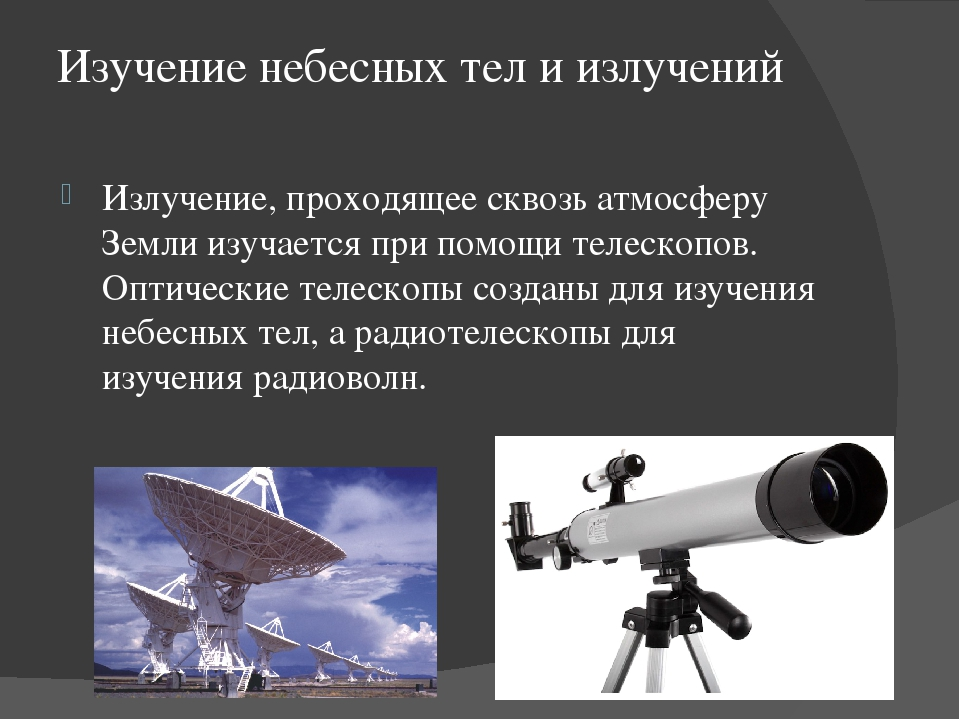 Изучение небесных тел и излучений
Излучение, проходящее сквозь атмосферу
Земли изучается при помощи телескопов.
Оптические телескопы созданы для изучения
небесных тел, а радиотелескопы для
изучения радиоволн.